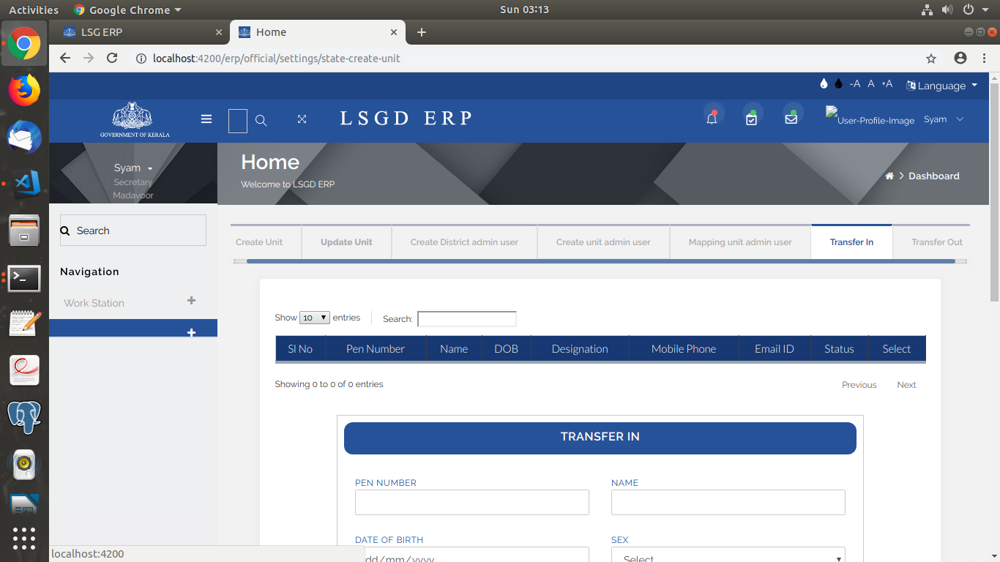 Activities Google Chrome Sun 03:13
LSG ERP Home
localhost:4200/erp/official/settings/state-create-unit
-A A +A Language
GOVERNMENT OF KERALA
LSGD ERP
User-Profile-Image Syam
Syam
Secretary
Madavoor
Home
Welcome to LSGD ERP
Dashboard
Search
Navigation
Work Station
Create Unit Update Unit Create District admin user Create unit admin user Mapping unit admin user Transfer In Transfer Out
Show 10 entries Search:
Sl No Pen Number Name DOB Designation Mobile Phone Email ID Status Select
Showing 0 to 0 of 0 entries Previous Next
TRANSFER IN
PEN NUMBER NAME
DATE OF BIRTH SEX
dd/mm/yyyy Select
localhost:4200